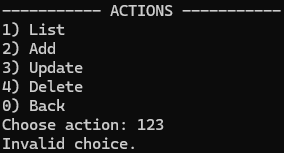 ----------- ACTIONS -----------
1) List
2) Add
3) Update
4) Delete
0) Back
Choose action: 123
Invalid choice.